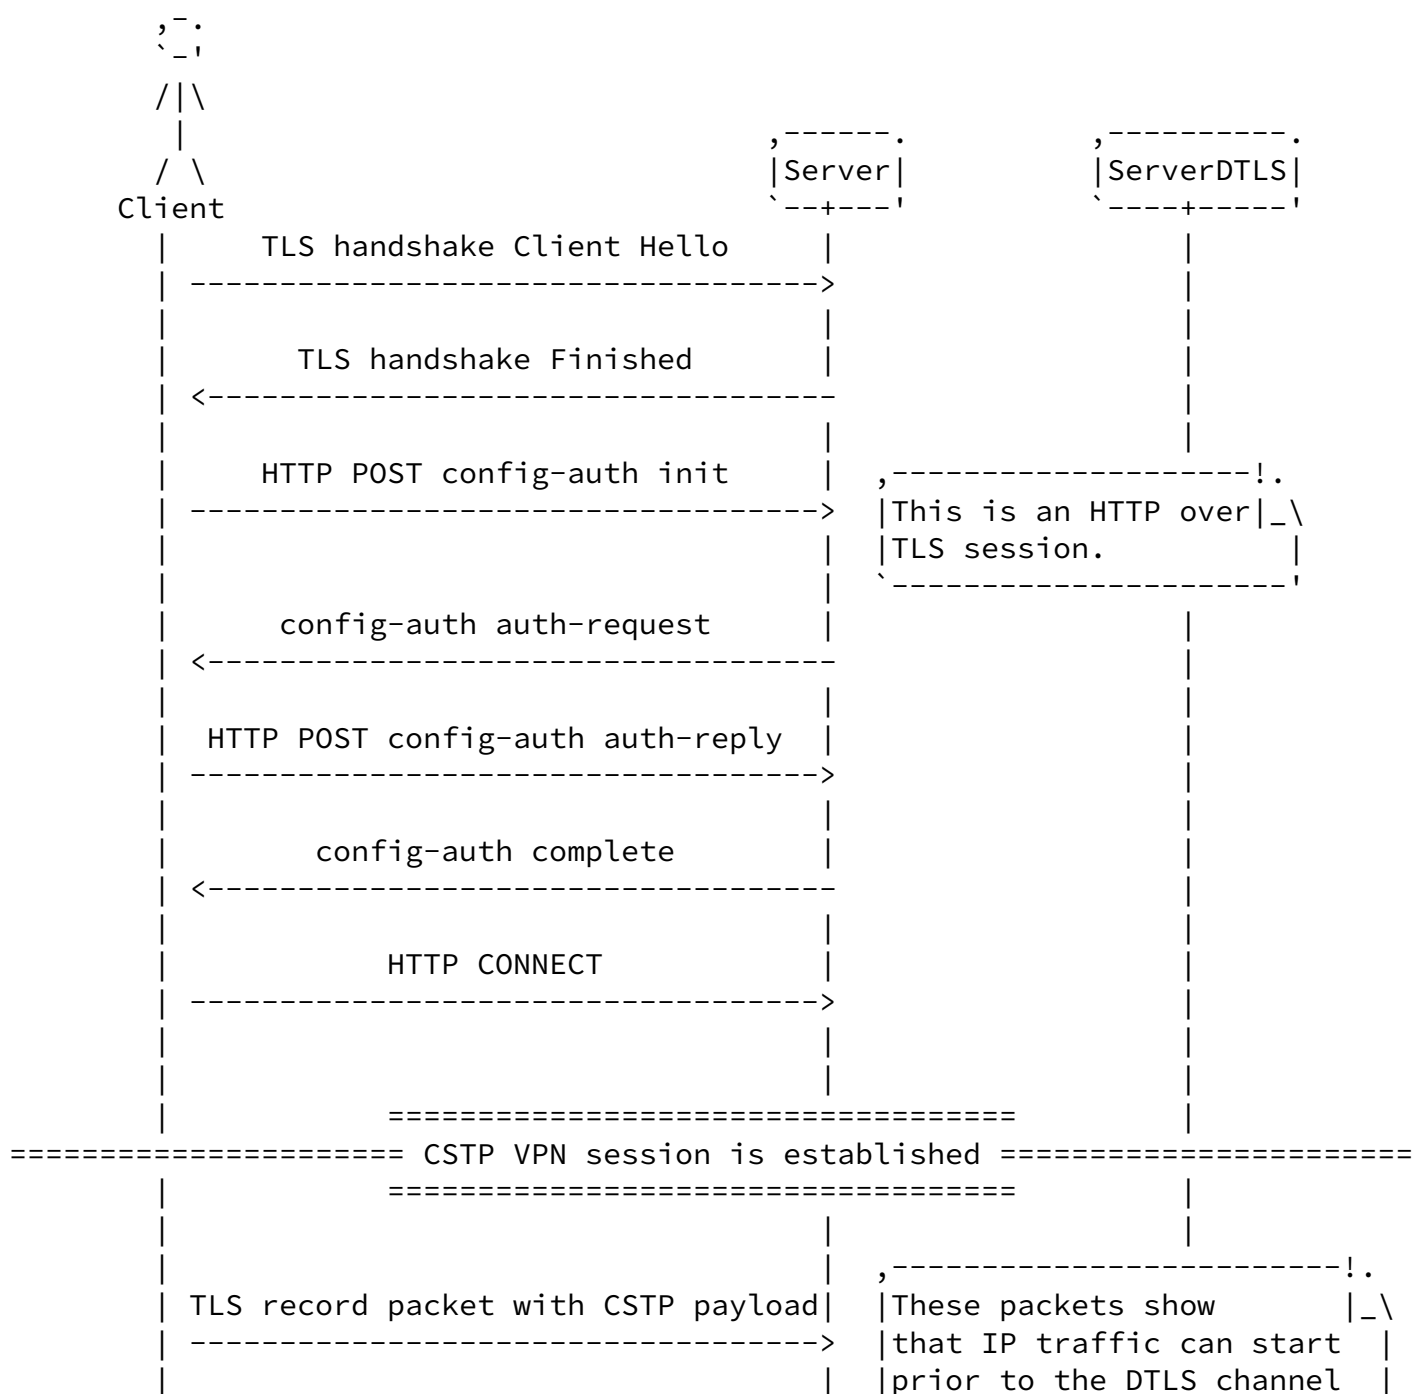 Server
ServerDTLS
Client
TLS handshake Client Hello
TLS handshake Finished
HTTP POST config-auth init
This is an HTTP over
TLS session.
config-auth auth-request
HTTP POST config-auth auth-reply
config-auth complete
HTTP CONNECT
CSTP VPN session is established
TLS record packet with CSTP payload
These packets show
that IP traffic can start
prior to the DTLS channel